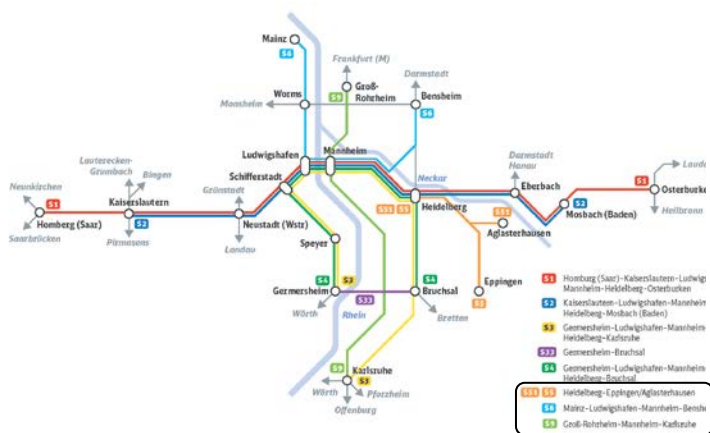 Mainz
S6
Frankfurt (M)
Darmstadt
S9
Groß-
Rohrheim
Worms
Monsheim
Bensheim
S6
Lauterecken-
Grumbach
Bingen
Ludwigshafen
Mannheim
Schifferstadt
Grünstadt
Neckar
Darmstadt
Hanau
Eberbach
Lauda
Neunkirchen
S1
Kaiserslautern
S1
Osterburken
Homberg (Saar)
S2
Neustadt (Wstr)
S51
S5
Heidelberg
S51
S2
Mosbach (Baden)
Heilbronn
Saarbrücken
Pirmasens
Landau
Aglasterhausen
Speyer
S4
S3
S4
Eppingen
Germersheim
S33
Bruchsal
S5
Wörth
Rhein
Bretten
S9
Karlsruhe
S3
Wörth
Pforzheim
Offenburg
S1 Homburg (Saar)-Kaiserslautern-Ludwigs
Mannheim-Heidelberg-Osterburken
S2 Kaiserslautern-Ludwigshafen-Mannheim-
Heidelberg-Mosbach (Baden)
S3 Germersheim-Ludwigshafen-Mannheim-
Heidelberg-Karlsruhe
S33 Germersheim-Bruchsal
S4 Germersheim-Ludwigshafen-Mannheim-
Heidelberg-Bruchsal
S51 S5 Heidelberg-Eppingen/Aglasterhausen
S6 Mainz-Ludwigshafen-Mannheim-Benshe
S9 Groß-Rohrheim-Mannheim-Karlsruhe